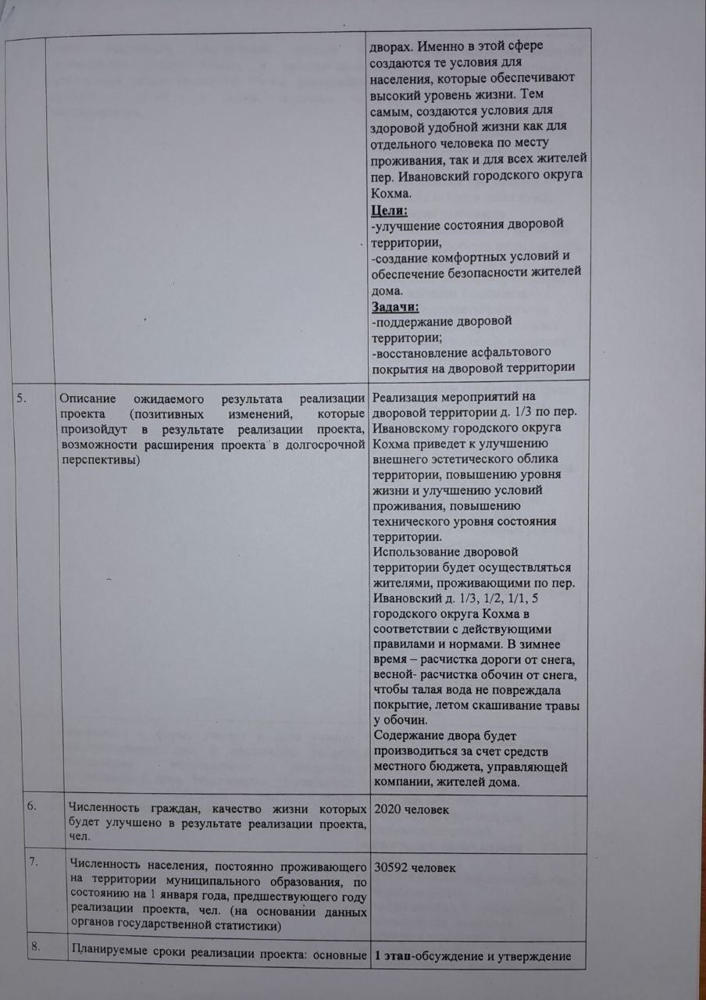 дворах. Именно в этой сфере
создаются те условия для
населения, которые обеспечивают
высокий уровень жизни. Тем
самым, создаются условия для
здоровой удобной жизни как для
отдельного человека по месту
проживания, так и для всех жителей
пер. Ивановский городского округа
Кохма.
Цели:
-улучшение состояния дворовой
территории,
-создание комфортных условий и
обеспечение безопасности жителей
дома.
Задачи:
-поддержание дворовой
территории;
-восстановление асфальтового
покрытия на дворовой территории
5.
Описание ожидаемого результата реализации
проекта (позитивных изменений, которые
произойдут в результате реализации проекта,
возможности расширения проекта в долгосрочной
перспективы)
Реализация мероприятий на
дворовой территории д. 1/3 по пер.
Ивановскому городского округа
Кохма приведет к улучшению
внешнего эстетического облика
территории, повышению уровня
жизни и улучшению условий
проживания, повышению
технического уровня состояния
территории.
Использование дворовой
территории будет осуществляться
жителями, проживающими по пер.
Ивановский д. 1/3, 1/2, 1/1, 5
городского округа Кохма в
соответствии с действующими
правилами и нормами. В зимнее
время – расчистка дороги от снега,
весной- расчистка обочин от снега,
чтобы талая вода не повреждала
покрытие, летом скашивание травы
у обочин.
Содержание двора будет
производиться за счет средств
местного бюджета, управляющей
компании, жителей дома.
6.
Численность граждан, качество жизни которых
будет улучшено в результате реализации проекта,
чел.
2020 человек
7.
Численность населения, постоянно проживающего
на территории муниципального образования, по
состоянию на 1 января года, предшествующего году
реализации проекта, чел. (на основании данных
органов государственной статистики)
30592 человек
8.
Планируемые сроки реализации проекта: основные
1 этап-обсуждение и утверждение